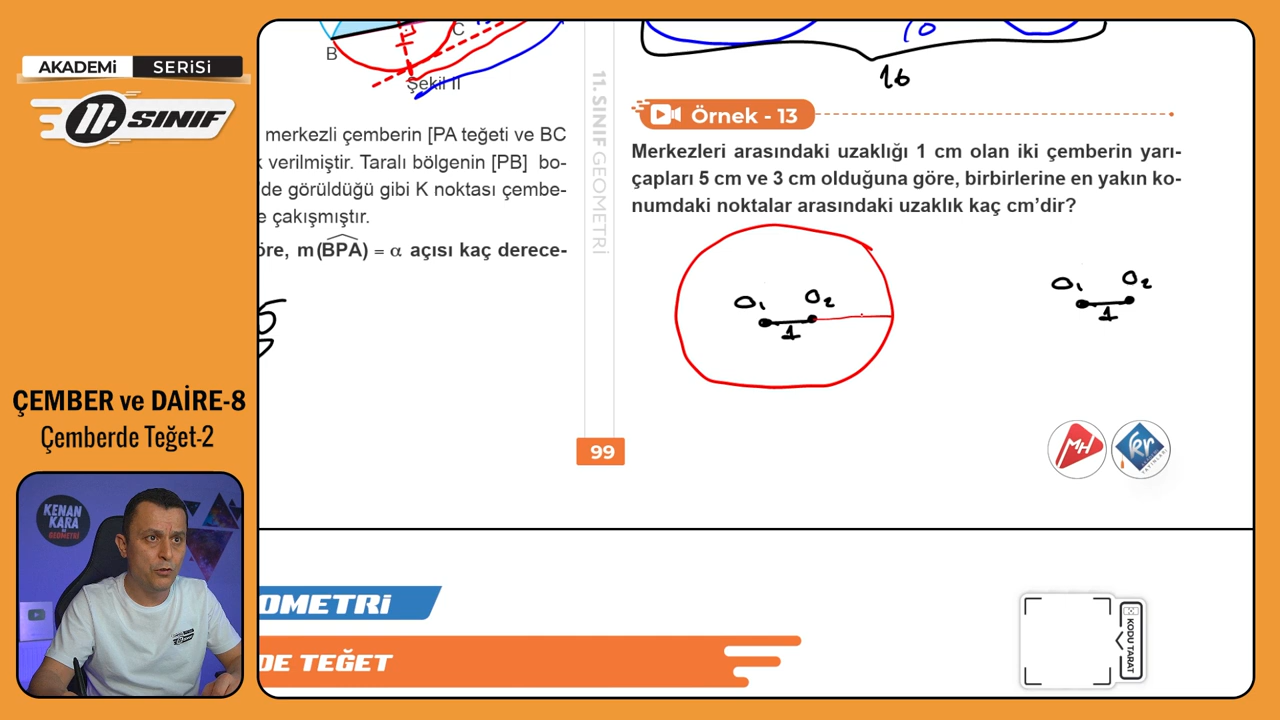 AKADEMİ SERİSİ
11. SINIF
ÇEMBER ve DAİRE-8
Çemberde Teğet-2
KENAN
KARA
ile
GEOMETRİ
B
C
Şekil II
merkezli çemberin [PA teğeti ve BC
k verilmiştir. Taralı bölgenin [PB] bo-
de görüldüğü gibi K noktası çembe-
e çakışmıştır.
öre, m(BPA) = α açısı kaç derece-
11. SINIF GEOMETRİ
99
10
16
Örnek - 13
Merkezleri arasındaki uzaklığı 1 cm olan iki çemberin yarı-
çapları 5 cm ve 3 cm olduğuna göre, birbirlerine en yakın ko-
numdaki noktalar arasındaki uzaklık kaç cm'dir?
O₁ O₂
1
O₁ O₂
1
MH
OMETRİ
DE TEĞET
KODU TARAT